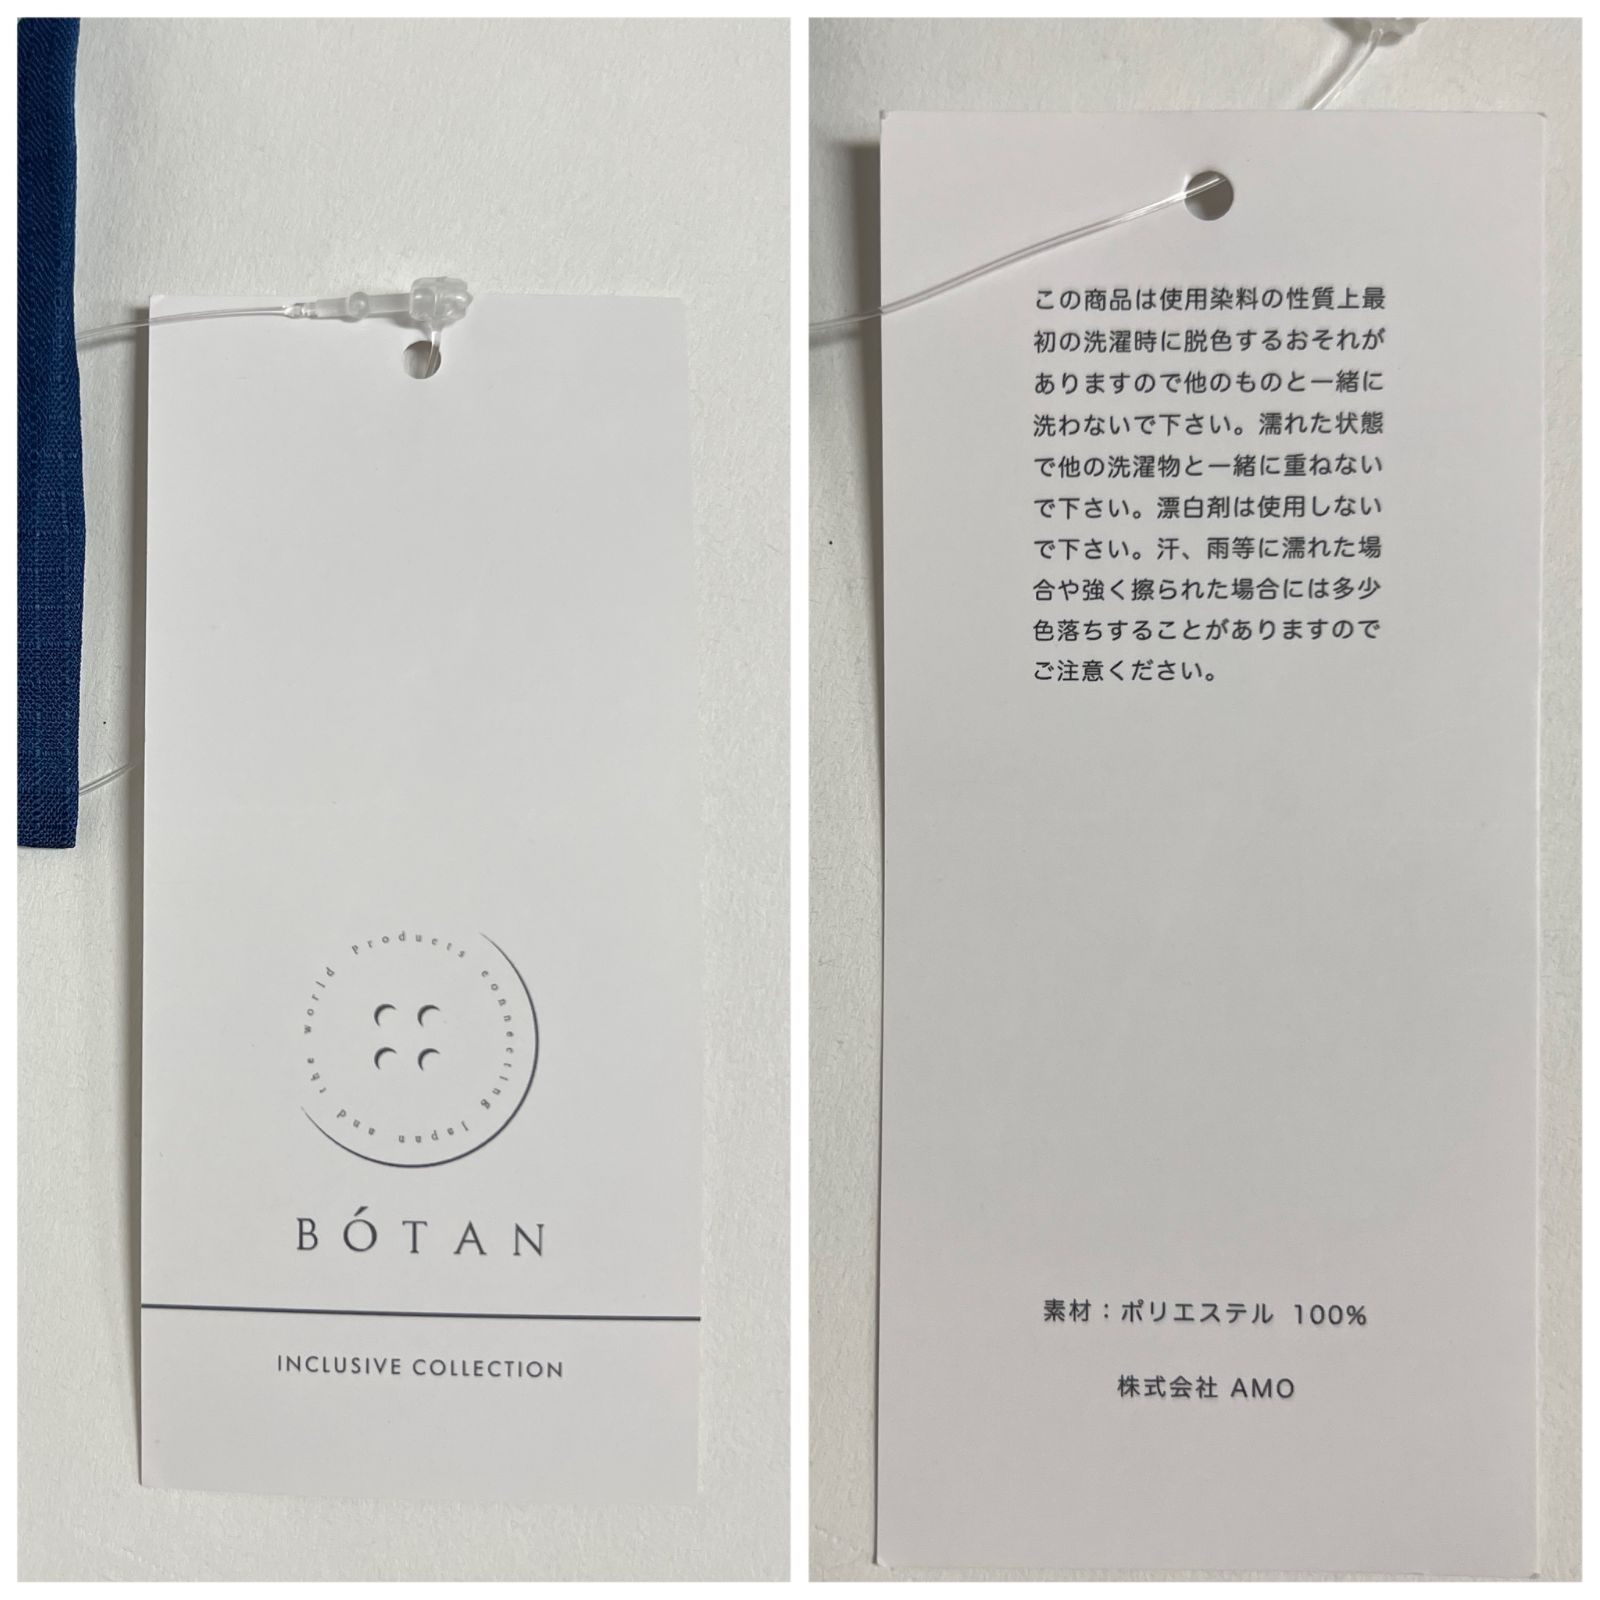 Products connecting Japan and the world
BÓTAN
INCLUSIVE COLLECTION
この商品は使用染料の性質上最
初の洗濯時に脱色するおそれが
ありますので他のものと一緒に
洗わないで下さい。濡れた状態
で他の洗濯物と一緒に重ねない
で下さい。漂白剤は使用しない
で下さい。汗、雨等に濡れた場
合や強く擦られた場合には多少
色落ちすることがありますので
ご注意ください。
素材：ポリエステル 100%
株式会社 AMO